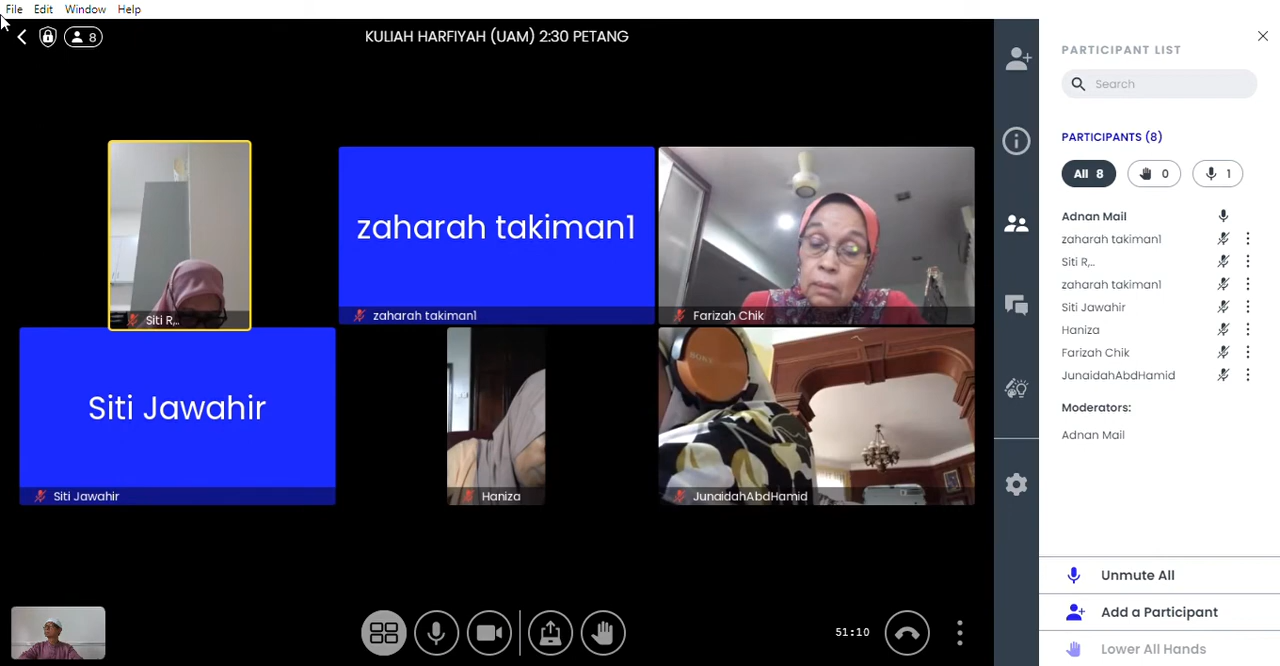 File Edit Window Help
8
KULIAH HARFIYAH (UAM) 2:30 PETANG
Siti R,..
zaharah takiman1
zaharah takiman1
Farizah Chik
Siti Jawahir
Siti Jawahir
Haniza
SONY
JunaidahAbdHamid
51:10
PARTICIPANT LIST
Search
PARTICIPANTS (8)
All 8 0 1
Adnan Mail
zaharah takiman1
Siti R,..
zaharah takiman1
Siti Jawahir
Haniza
Farizah Chik
JunaidahAbdHamid
Moderators:
Adnan Mail
Unmute All
Add a Participant
Lower All Hands